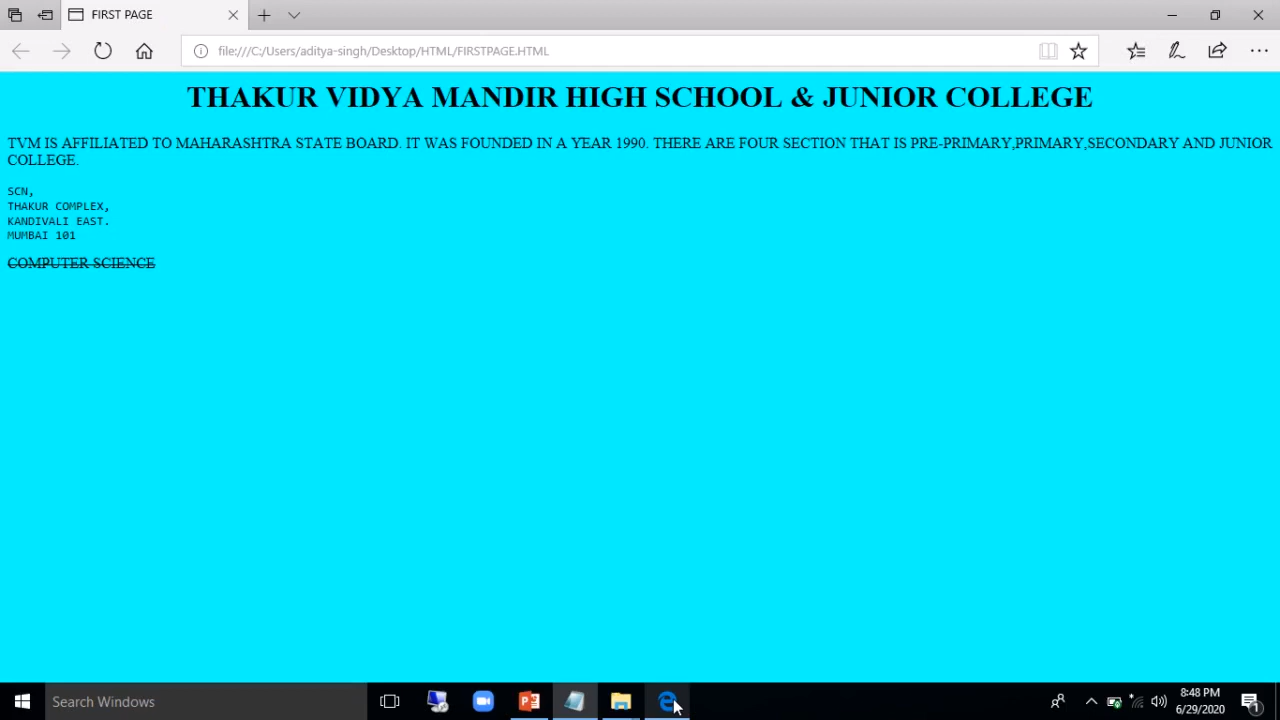 FIRST PAGE
file:///C:/Users/aditya-singh/Desktop/HTML/FIRSTPAGE.HTML
THAKUR VIDYA MANDIR HIGH SCHOOL & JUNIOR COLLEGE
TVM IS AFFILIATED TO MAHARASHTRA STATE BOARD. IT WAS FOUNDED IN A YEAR 1990. THERE ARE FOUR SECTION THAT IS PRE-PRIMARY,PRIMARY,SECONDARY AND JUNIOR
COLLEGE.
SCN,
THAKUR COMPLEX,
KANDIVALI EAST.
MUMBAI 101
COMPUTER SCIENCE
Search Windows
8:48 PM
6/29/2020
1